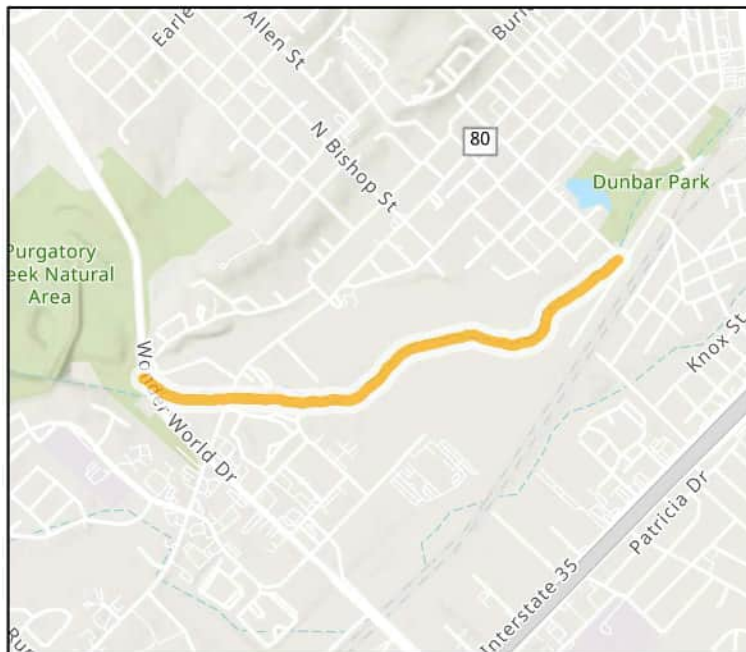 Earle
Allen St
Burl
N Bishop St
80
Dunbar Park
Purgatory
eek Natural
Area
Wonder World Dr
Knox St
Patricia Dr
Interstate 35